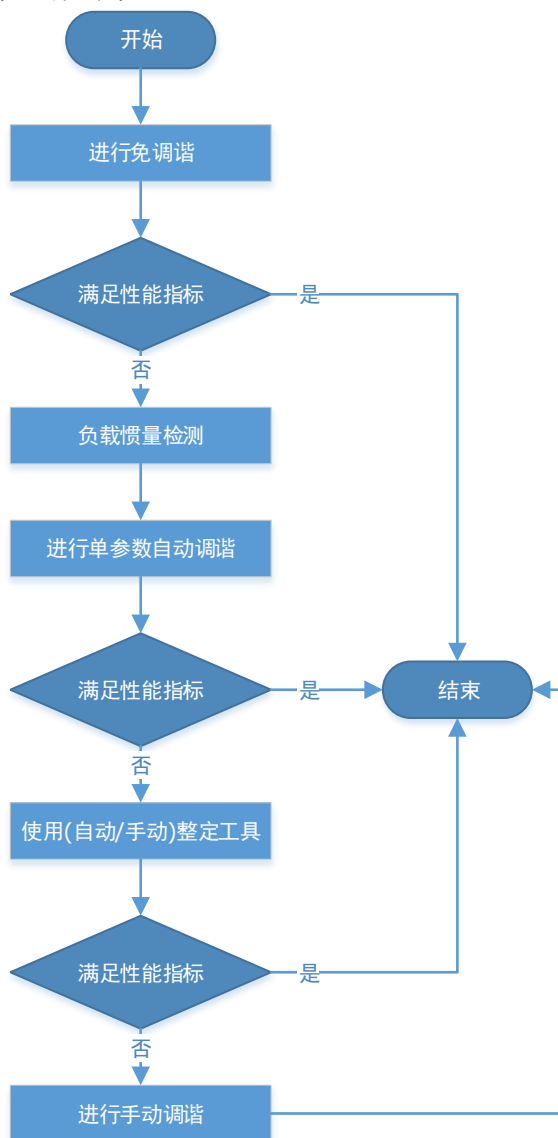 开始
进行免调谐
满足性能指标
是
否
负载惯量检测
进行单参数自动调谐
满足性能指标
是
结束
否
使用(自动/手动)整定工具
满足性能指标
是
否
进行手动调谐